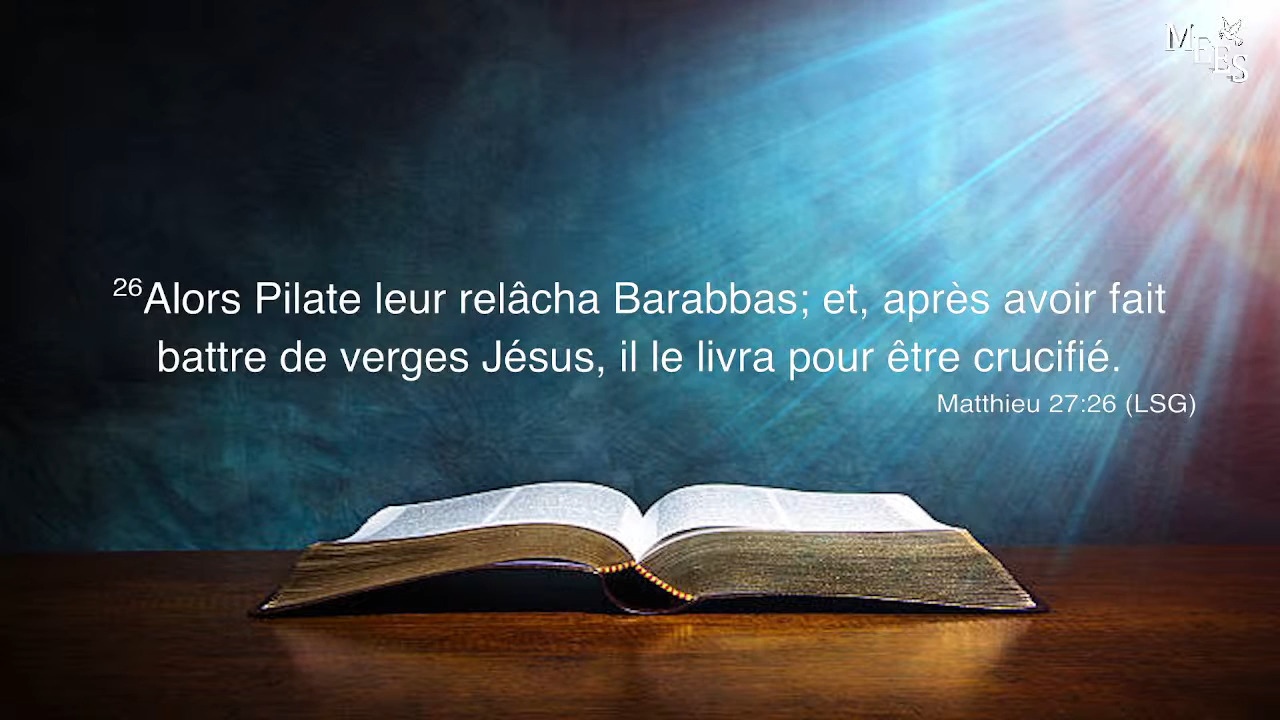 MEBS
26Alors Pilate leur relâcha Barabbas; et, après avoir fait
battre de verges Jésus, il le livra pour être crucifié.
Matthieu 27:26 (LSG)